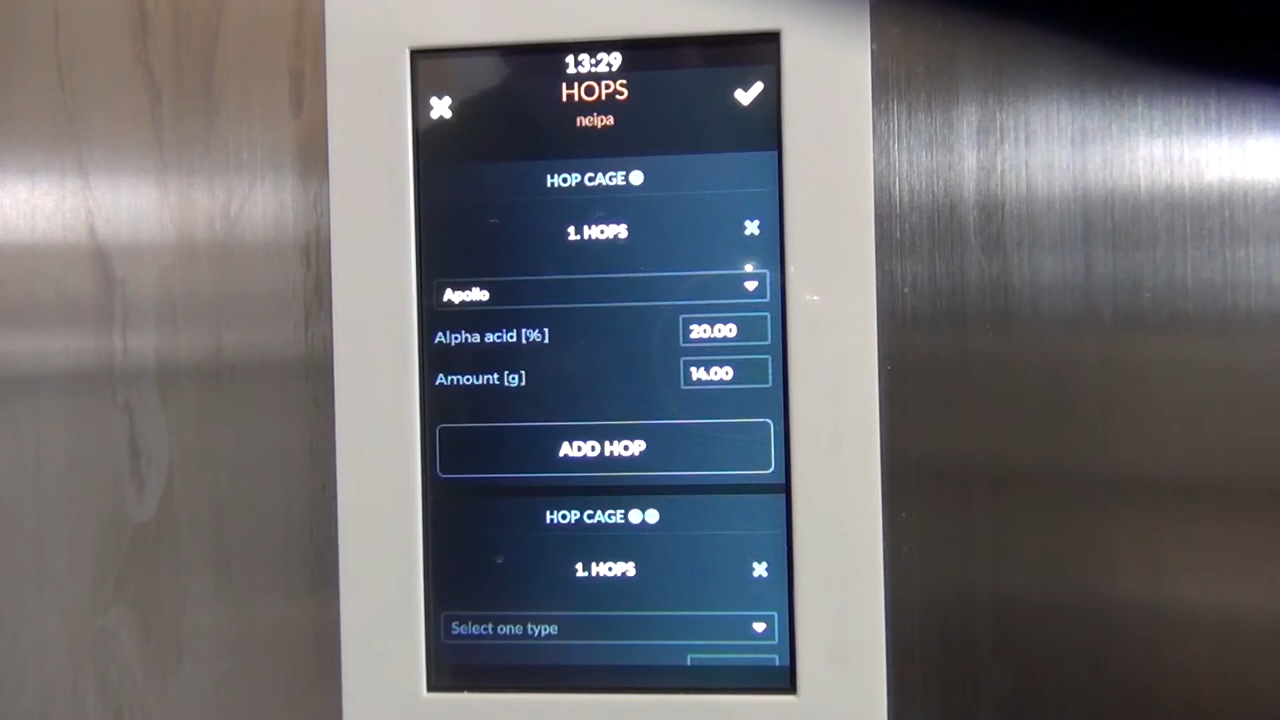 13:29
HOPS
neipa
HOP CAGE
1. HOPS
Apollo
Alpha acid [%] 20.00
Amount [g] 14.00
ADD HOP
HOP CAGE
1. HOPS
Select one type